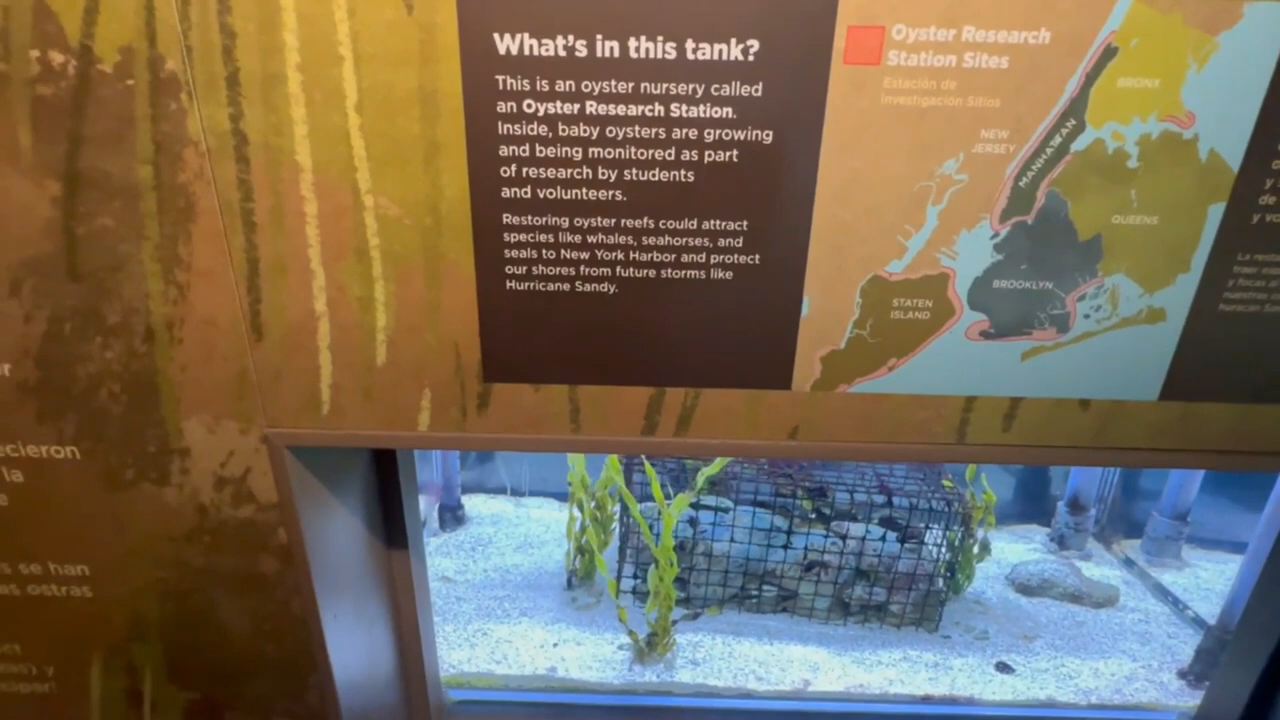 What's in this tank?
This is an oyster nursery called
an Oyster Research Station.
Inside, baby oysters are growing
and being monitored as part
of research by students
and volunteers.
Restoring oyster reefs could attract
species like whales, seahorses, and
seals to New York Harbor and protect
our shores from future storms like
Hurricane Sandy.
Oyster Research
Station Sites
Estación de
Investigación Sitios
NEW
JERSEY
BRONX
MANHATTAN
QUEENS
BROOKLYN
STATEN
ISLAND
y
de
y
La
y focas
ecieron
la
s se han
as ostras
y